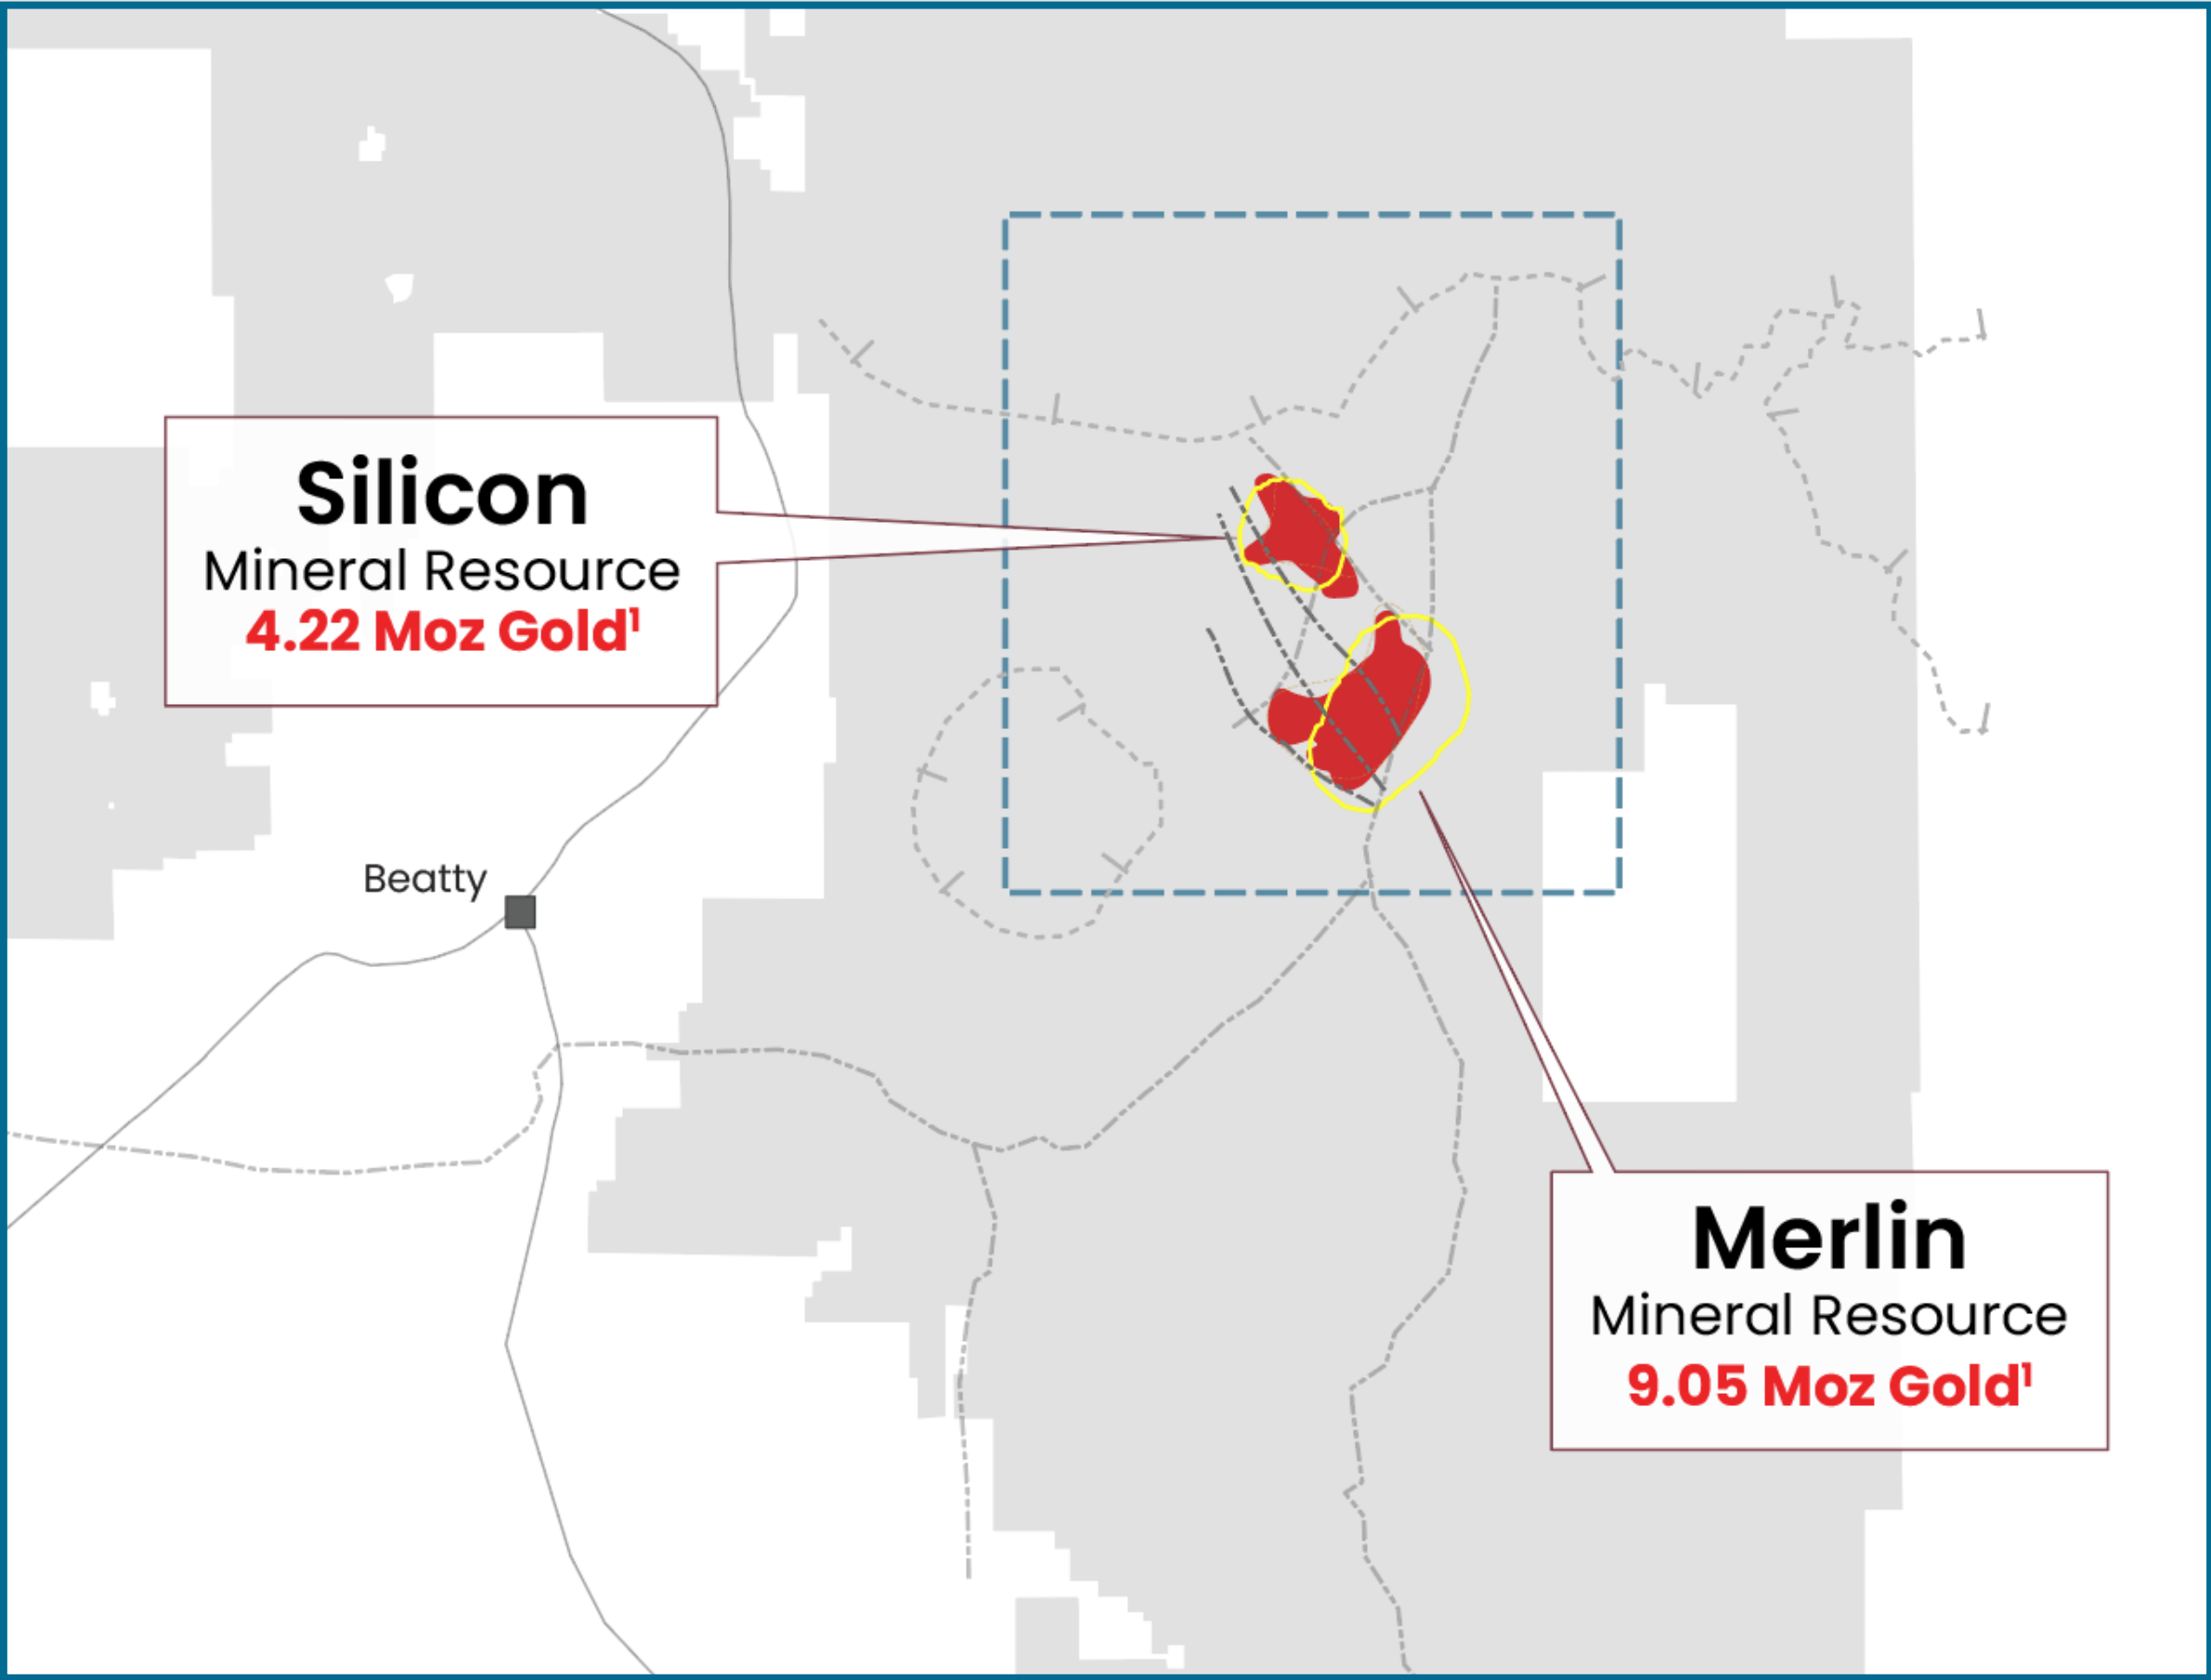 Silicon
Mineral Resource
4.22 Moz Gold¹
Beatty
Merlin
Mineral Resource
9.05 Moz Gold¹